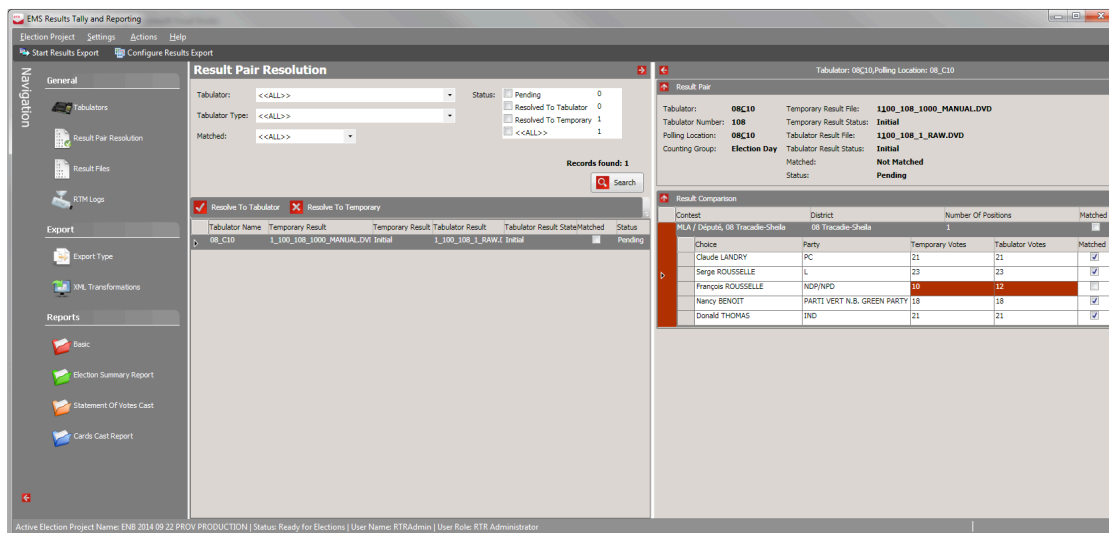 EMS Results Tally and Reporting
Election Project Settings Actions Help
Start Results Export Configure Results Export
Navigation
General
Tabulators
Result Pair Resolution
Result Files
RTM Logs
Export
Export Type
XML Transformations
Reports
Basic
Election Summary Report
Statement Of Votes Cast
Cards Cast Report
Result Pair Resolution
Tabulator: <<ALL>>
Tabulator Type: <<ALL>>
Matched: <<ALL>>
Status:
Pending 0
Resolved To Tabulator 0
Resolved To Temporary 1
<<ALL>> 1
Records found: 1
Search
Resolve To Tabulator Resolve To Temporary
Tabulator Name Temporary Result Temporary Result Tabulator Result Tabulator Result State Matched Status
08_C10 1_100_108_1000_MANUAL.DVI Initial 1_100_108_1_RAW.D Initial Pending
Tabulator: 08C10,Polling Location: 08_C10
Result Pair
Tabulator: 08C10 Temporary Result File: 1100_108_1000_MANUAL.DVD
Tabulator Number: 108 Temporary Result Status: Initial
Polling Location: 08C10 Tabulator Result File: 1100_108_1_RAW.DVD
Counting Group: Election Day Tabulator Result Status: Initial
Matched: Not Matched
Status: Pending
Result Comparison
Contest District Number Of Positions Matched
MLA / Député, 08 Tracadie-Sheila 08 Tracadie-Sheila 1
Choice Party Temporary Votes Tabulator Votes Matched
Claude LANDRY PC 21 21
Serge ROUSSELLE L 23 23
François ROUSSELLE NDP/NPD 10 12
Nancy BENOIT PARTI VERT N.B. GREEN PARTY 18 18
Donald THOMAS IND 21 21
Active Election Project Name: ENB 2014 09 22 PROV PRODUCTION | Status: Ready for Elections | User Name: RTRAdmin | User Role: RTR Administrator